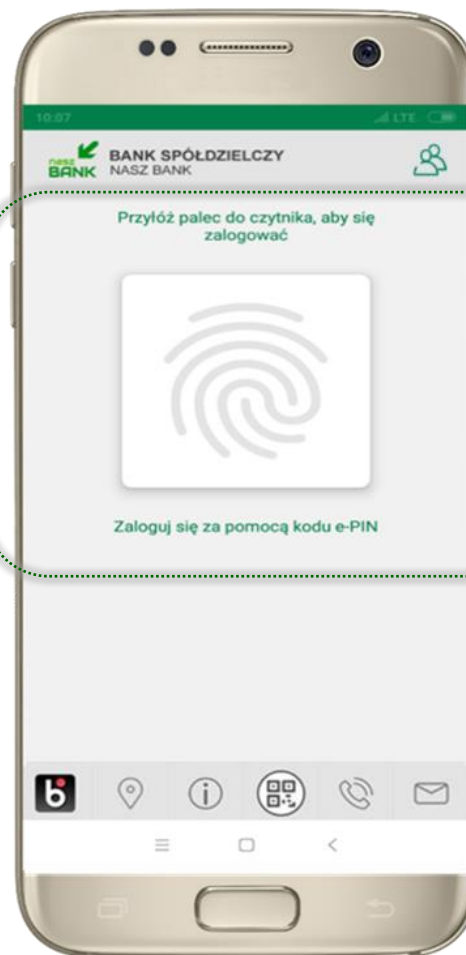 10:07 LTE
nasz BANK
BANK SPÓŁDZIELCZY
NASZ BANK
Przyłóż palec do czytnika, aby się
zalogować
Zaloguj się za pomocą kodu e-PIN
b